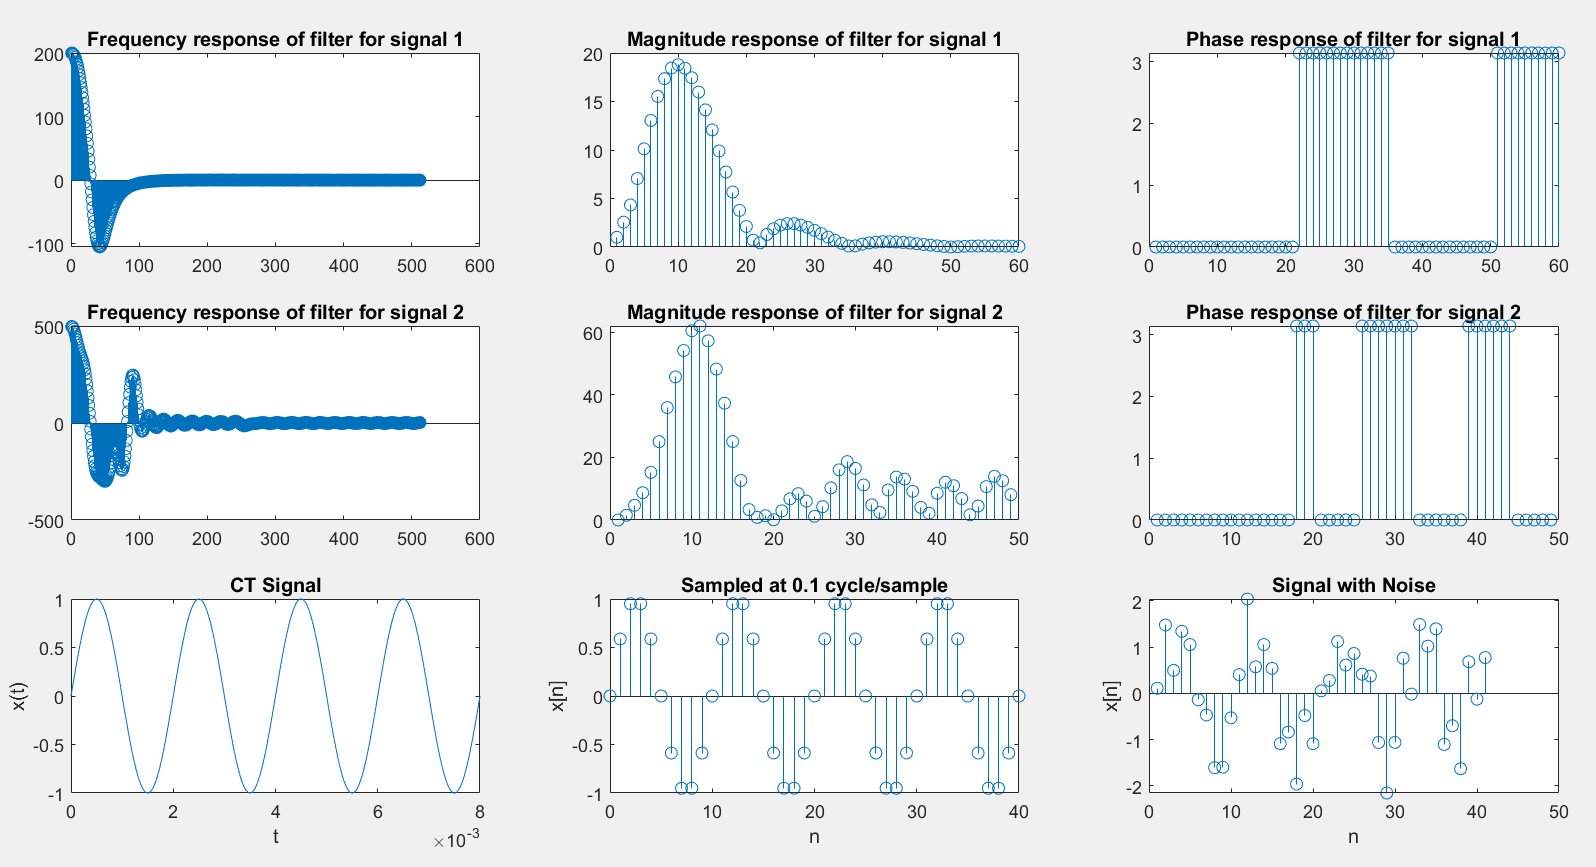 Frequency response of filter for signal 1
200
100
0
-100
0 100 200 300 400 500 600
Magnitude response of filter for signal 1
20
15
10
5
0
0 10 20 30 40 50 60
Phase response of filter for signal 1
3
2
1
0
0 10 20 30 40 50 60
Frequency response of filter for signal 2
500
0
-500
0 100 200 300 400 500 600
Magnitude response of filter for signal 2
60
40
20
0
0 10 20 30 40 50
Phase response of filter for signal 2
3
2
1
0
0 10 20 30 40 50
CT Signal
x(t)
1
0.5
0
-0.5
-1
0 2 4 6 8
t
×10-3
Sampled at 0.1 cycle/sample
x[n]
1
0.5
0
-0.5
-1
0 10 20 30 40
n
Signal with Noise
x[n]
2
1
0
-1
-2
0 10 20 30 40 50
n